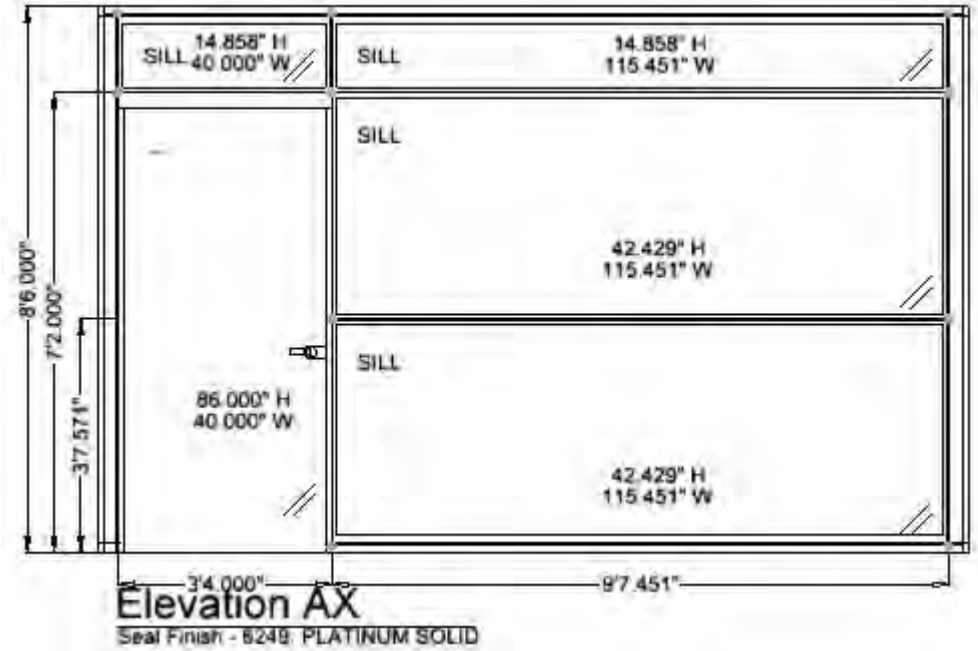 SILL 14.858" H
40.000" W
SILL
14.858" H
115.451" W
SILL
42.429" H
115.451" W
8'6.000"
7'2.000"
3'7.571"
SILL
86.000" H
40.000" W
42.429" H
115.451" W
3'4.000"
9'7.451"
Elevation AX
Seal Finish - 6249: PLATINUM SOLID